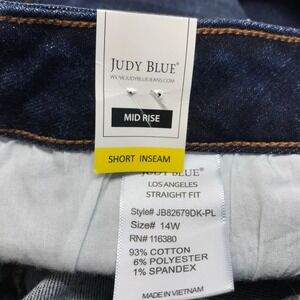 JUDY BLUE®
WWW.JUDYBLUEJEANS.COM
MID RISE
SHORT INSEAM
JUDY BLUE®
LOS ANGELES
STRAIGHT FIT
Style# JB82679DK-PL
Size# 14W
RN# 116380
93% COTTON
6% POLYESTER
1% SPANDEX
MADE IN VIETNAM